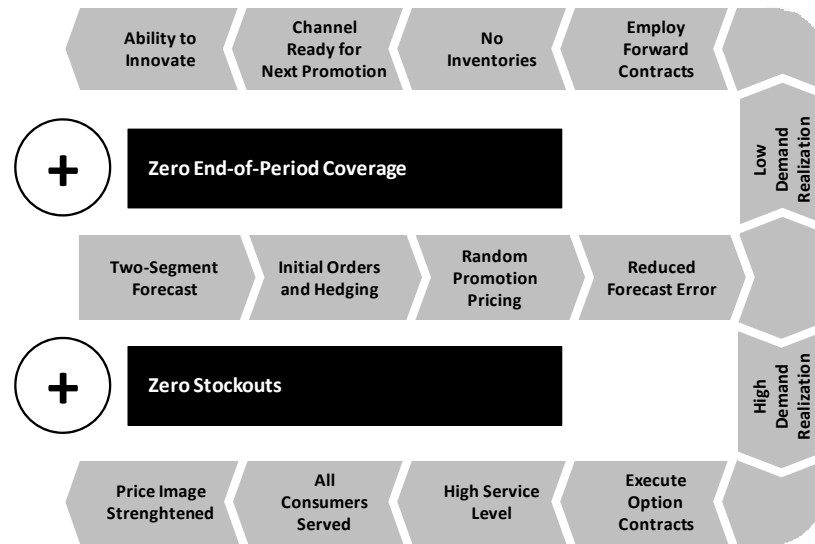 Ability to
Innovate
Channel
Ready for
Next Promotion
No
Inventories
Employ
Forward
Contracts
Low
Demand
Realization
+
Zero End-of-Period Coverage
Two-Segment
Forecast
Initial Orders
and Hedging
Random
Promotion
Pricing
Reduced
Forecast Error
+
Zero Stockouts
High
Demand
Realization
Price Image
Strenghtened
All
Consumers
Served
High Service
Level
Execute
Option
Contracts